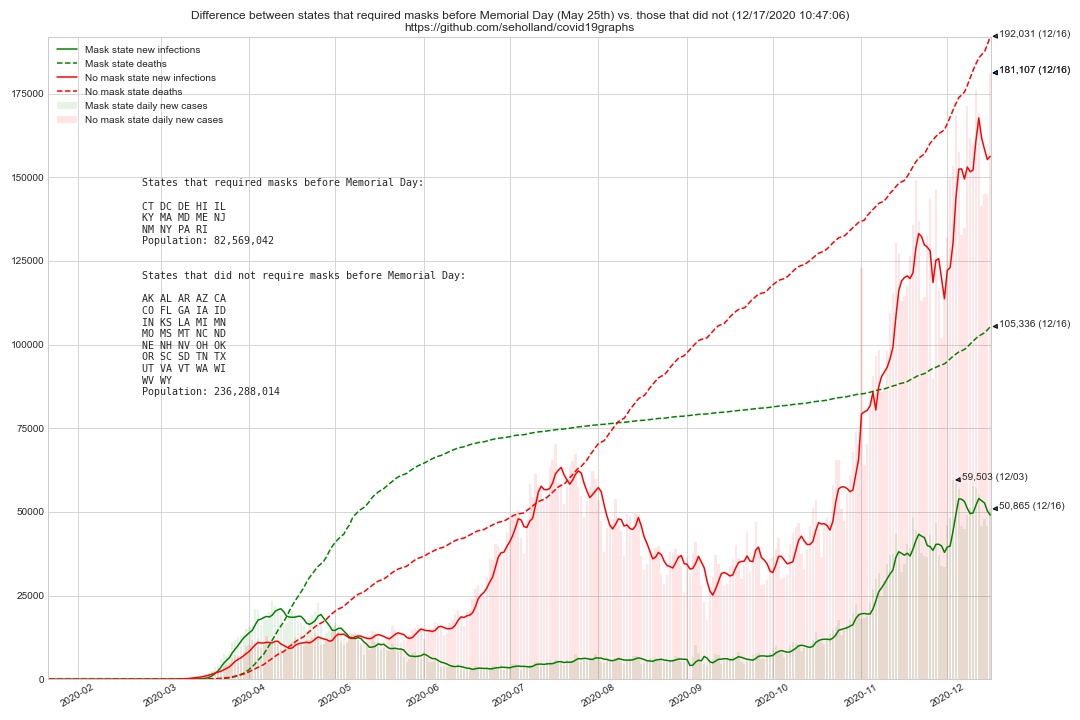 Difference between states that required masks before Memorial Day (May 25th) vs. those that did not (12/17/2020 10:47:06)
https://github.com/seholland/covid19graphs
Mask state new infections
Mask state deaths
No mask state new infections
No mask state deaths
Mask state daily new cases
No mask state daily new cases
States that required masks before Memorial Day:
CT DC DE HI IL
KY MA MD ME NJ
NM NY PA RI
Population: 82,569,042
States that did not require masks before Memorial Day:
AK AL AR AZ CA
CO FL GA IA ID
IN KS LA MI MN
MO MS MT NC ND
NE NH NV OH OK
OR SC SD TN TX
UT VA VT WA WI
WV WY
Population: 236,288,014
192,031 (12/16)
181,107 (12/16)
105,336 (12/16)
59,503 (12/03)
50,865 (12/16)
175000
150000
125000
100000
75000
50000
25000
0
2020-02
2020-03
2020-04
2020-05
2020-06
2020-07
2020-08
2020-09
2020-10
2020-11
2020-12